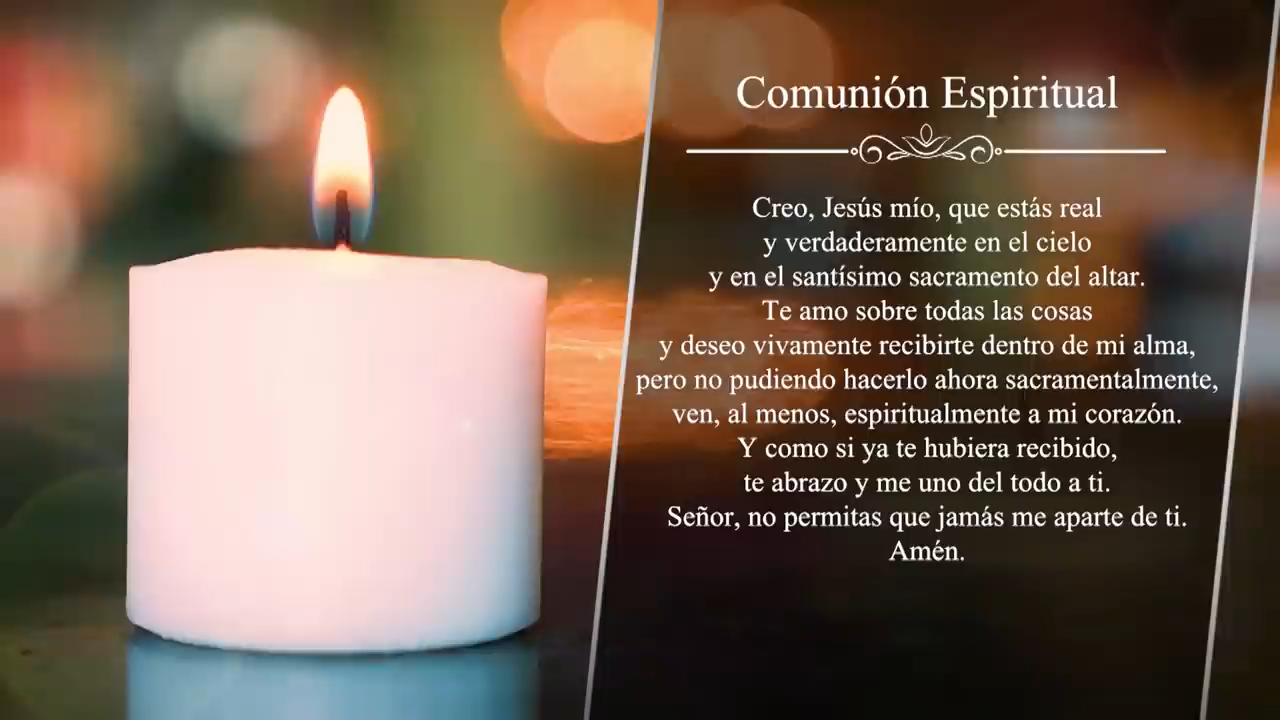 Comunión Espiritual
Creo, Jesús mío, que estás real
y verdaderamente en el cielo
y en el santísimo sacramento del altar.
Te amo sobre todas las cosas
y deseo vivamente recibirte dentro de mi alma,
pero no pudiendo hacerlo ahora sacramentalmente,
ven, al menos, espiritualmente a mi corazón.
Y como si ya te hubiera recibido,
te abrazo y me uno del todo a ti.
Señor, no permitas que jamás me aparte de ti.
Amén.